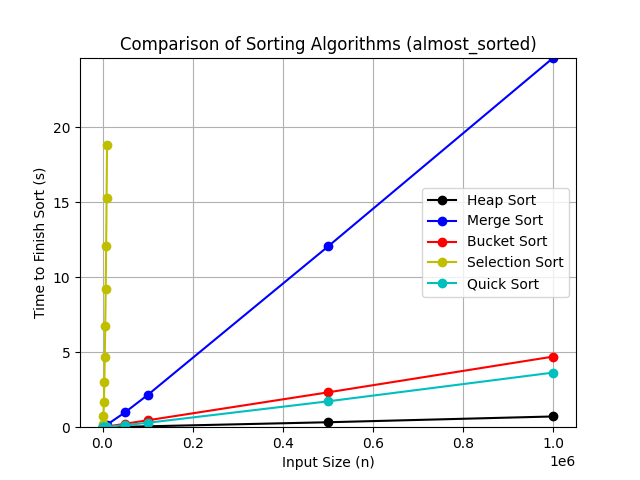 Comparison of Sorting Algorithms (almost_sorted)
Time to Finish Sort (s)
20
15
10
5
0
Heap Sort
Merge Sort
Bucket Sort
Selection Sort
Quick Sort
0.0 0.2 0.4 0.6 0.8 1.0
1e6
Input Size (n)